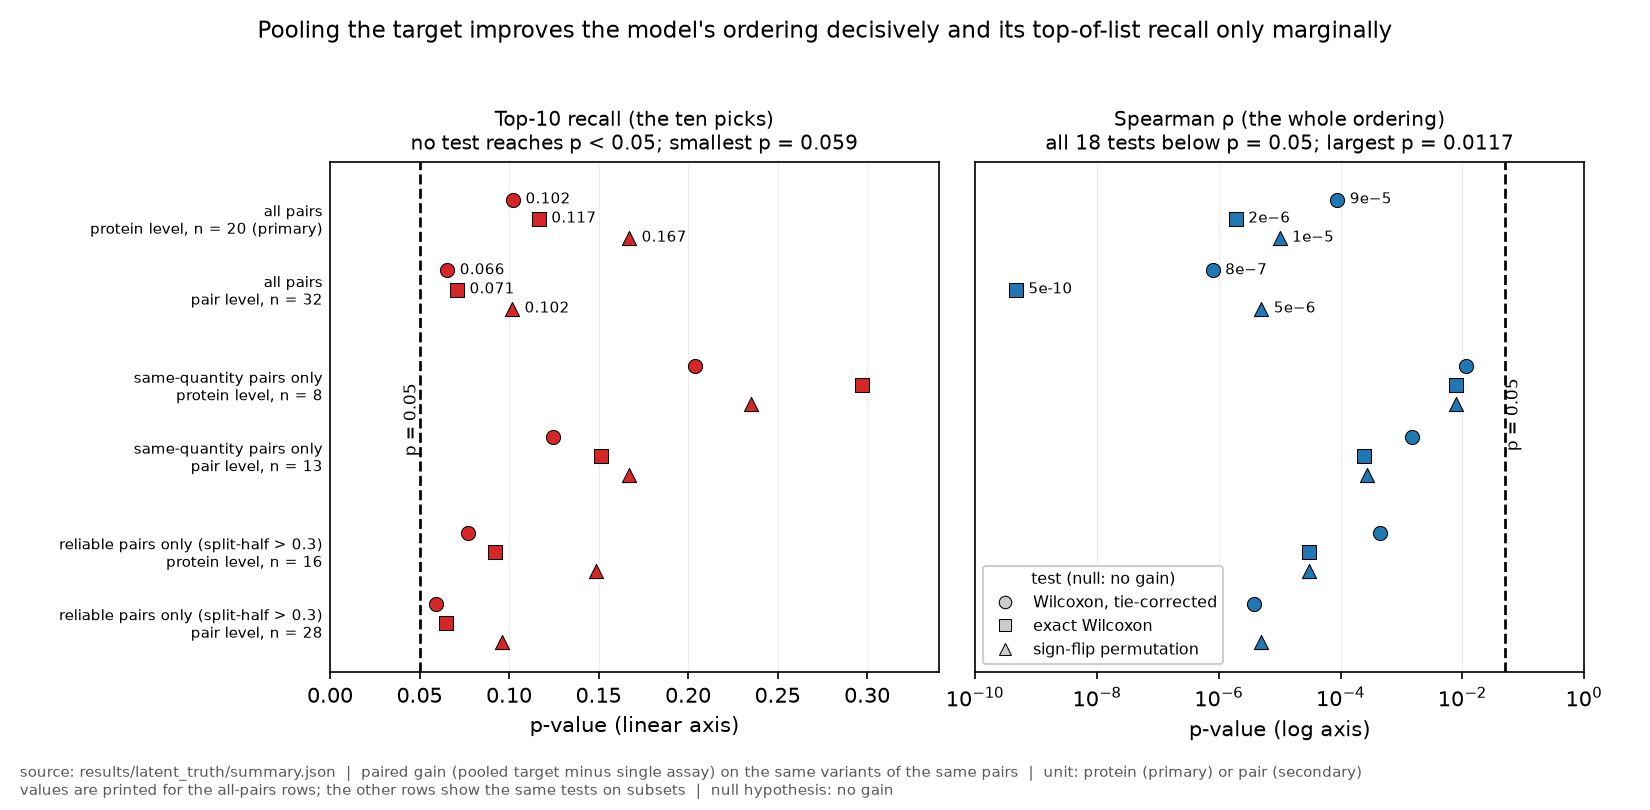 Pooling the target improves the model's ordering decisively and its top-of-list recall only marginally
Top-10 recall (the ten picks)
no test reaches p < 0.05; smallest p = 0.059
Spearman ρ (the whole ordering)
all 18 tests below p = 0.05; largest p = 0.0117
all pairs
protein level, n = 20 (primary)
all pairs
pair level, n = 32
same-quantity pairs only
protein level, n = 8
same-quantity pairs only
pair level, n = 13
reliable pairs only (split-half > 0.3)
protein level, n = 16
reliable pairs only (split-half > 0.3)
pair level, n = 28
0.102
0.117
0.167
0.066
0.071
0.102
p = 0.05
0.00 0.05 0.10 0.15 0.20 0.25 0.30
p-value (linear axis)
9e−5
2e−6
1e−5
8e−7
5e-10
5e−6
p = 0.05
test (null: no gain)
Wilcoxon, tie-corrected
exact Wilcoxon
sign-flip permutation
10⁻¹⁰ 10⁻⁸ 10⁻⁶ 10⁻⁴ 10⁻² 10⁰
p-value (log axis)
source: results/latent_truth/summary.json | paired gain (pooled target minus single assay) on the same variants of the same pairs | unit: protein (primary) or pair (secondary)
values are printed for the all-pairs rows; the other rows show the same tests on subsets | null hypothesis: no gain